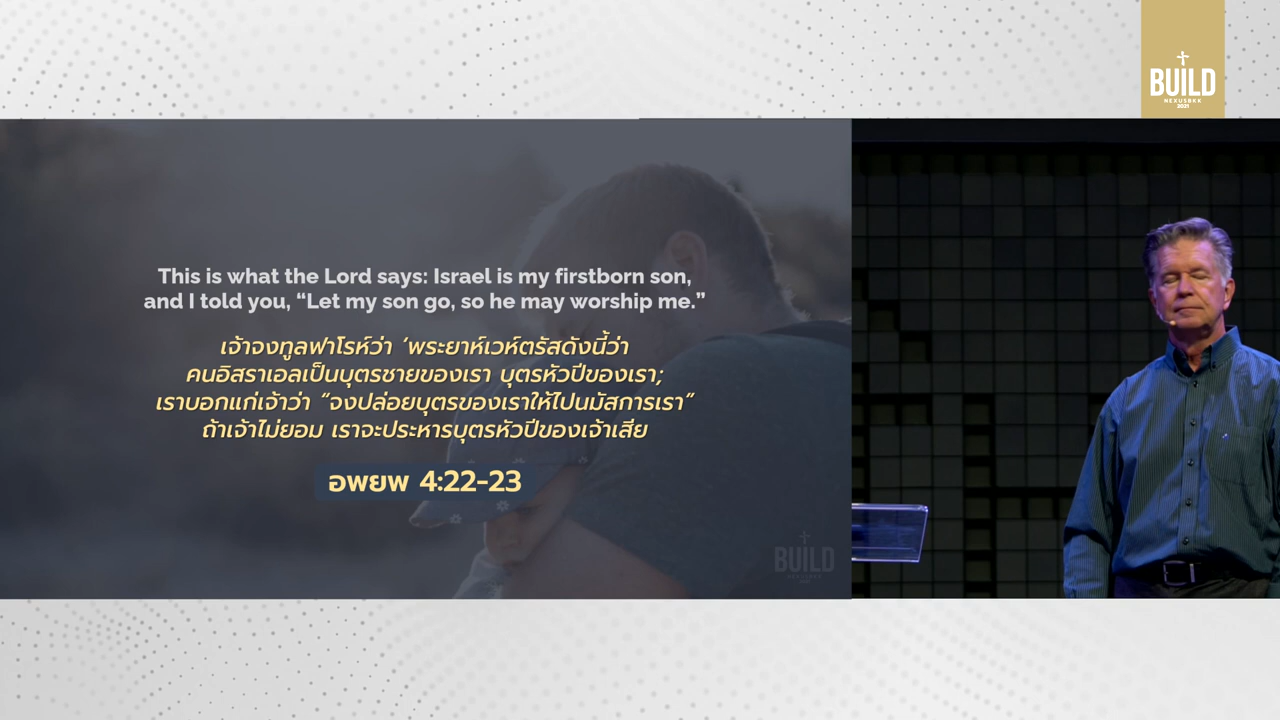 BUILD
NEXUSBKK
2021
This is what the Lord says: Israel is my firstborn son,
and I told you, “Let my son go, so he may worship me.”
เจ้าจงทูลฟาโรห์ว่า ‘พระยาห์เวห์ตรัสดังนี้ว่า
คนอิสราเอลเป็นบุตรชายของเรา บุตรหัวปีของเรา;
เราบอกแก่เจ้าว่า “จงปล่อยบุตรของเราให้ไปนมัสการเรา”
ถ้าเจ้าไม่ยอม เราจะประหารบุตรหัวปีของเจ้าเสีย
อพยพ 4:22-23
BUILD